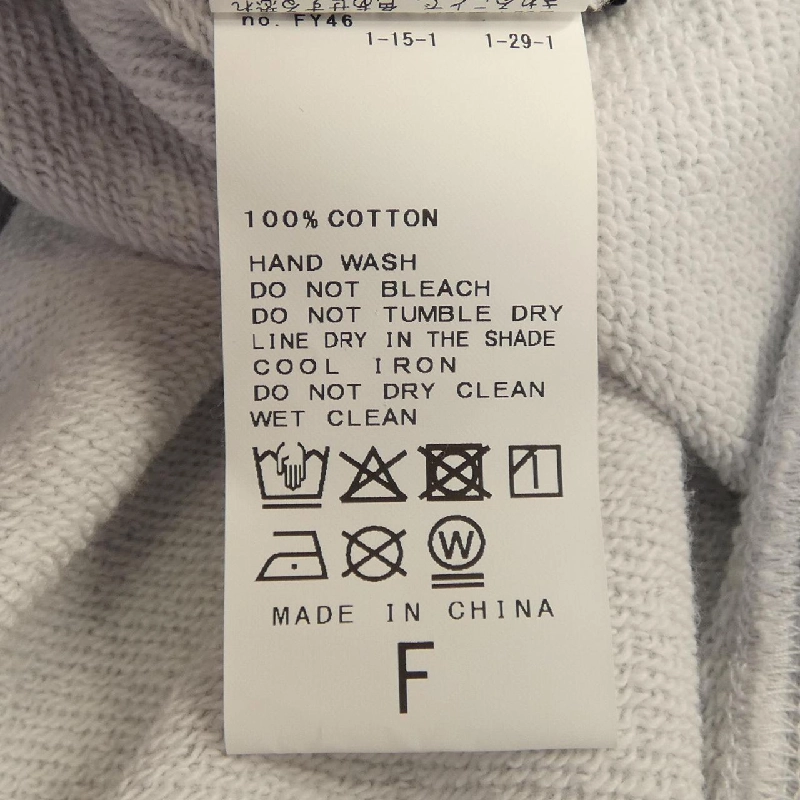 no. FY46
1-15-1 1-29-1
100% COTTON
HAND WASH
DO NOT BLEACH
DO NOT TUMBLE DRY
LINE DRY IN THE SHADE
COOL IRON
DO NOT DRY CLEAN
WET CLEAN
W
MADE IN CHINA
F